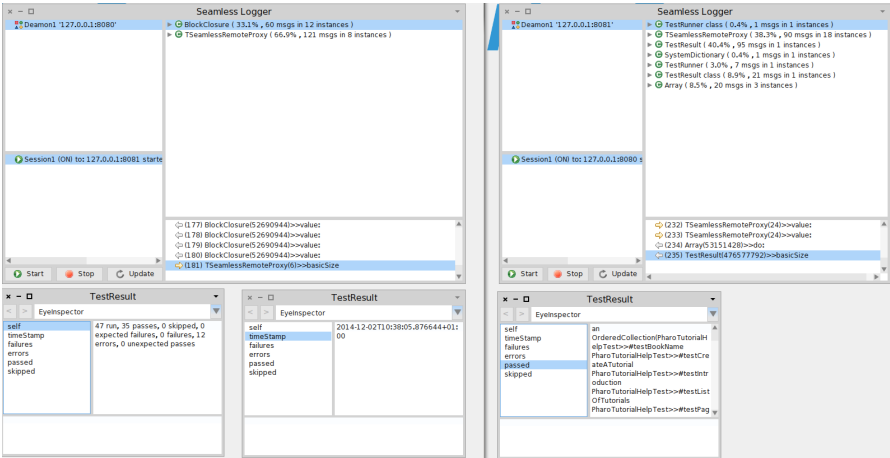 Seamless Logger
Deamon1 '127.0.0.1:8080'
BlockClosure ( 33.1% , 60 msgs in 12 instances )
TSeamlessRemoteProxy ( 66.9% , 121 msgs in 8 instances )
Session1 (ON) to: 127.0.0.1:8081 starte
(177) BlockClosure(52690944)>>value:
(178) BlockClosure(52690944)>>value:
(179) BlockClosure(52690944)>>value:
(180) BlockClosure(52690944)>>value:
(181) TSeamlessRemoteProxy(6)>>basicSize
Start Stop Update
Seamless Logger
Deamon1 '127.0.0.1:8081'
TestRunner class ( 0.4% , 1 msgs in 1 instances )
TSeamlessRemoteProxy ( 38.3% , 90 msgs in 18 instances )
TestResult ( 40.4% , 95 msgs in 1 instances )
SystemDictionary ( 0.4% , 1 msgs in 1 instances )
TestRunner ( 3.0% , 7 msgs in 1 instances )
TestResult class ( 8.9% , 21 msgs in 1 instances )
Array ( 8.5% , 20 msgs in 3 instances )
Session1 (ON) to: 127.0.0.1:8080 s
(232) TSeamlessRemoteProxy(24)>>value:
(233) TSeamlessRemoteProxy(24)>>value:
(234) Array(53151428)>>do:
(235) TestResult(476577792)>>basicSize
Start Stop Update
TestResult
< > EyeInspector
self
timeStamp
failures
errors
passed
skipped
47 run, 35 passes, 0 skipped, 0
expected failures, 0 failures, 12
errors, 0 unexpected passes
TestResult
< > EyeInspector
self
timeStamp
failures
errors
passed
skipped
2014-12-02T10:38:05.876644+01:
00
TestResult
< > EyeInspector
self
timeStamp
failures
errors
passed
skipped
an
OrderedCollection(PharoTutorialH
elpTest>>#testBookName
PharoTutorialHelpTest>>#testCre
ateATutorial
PharoTutorialHelpTest>>#testIntr
oduction
PharoTutorialHelpTest>>#testList
OfTutorials
PharoTutorialHelpTest>>#testPag